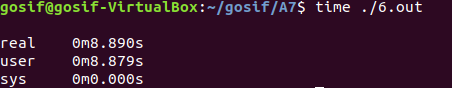 gosif@gosif-VirtualBox:~/gosif/A7$ time ./6.out
real 0m8.890s
user 0m8.879s
sys 0m0.000s